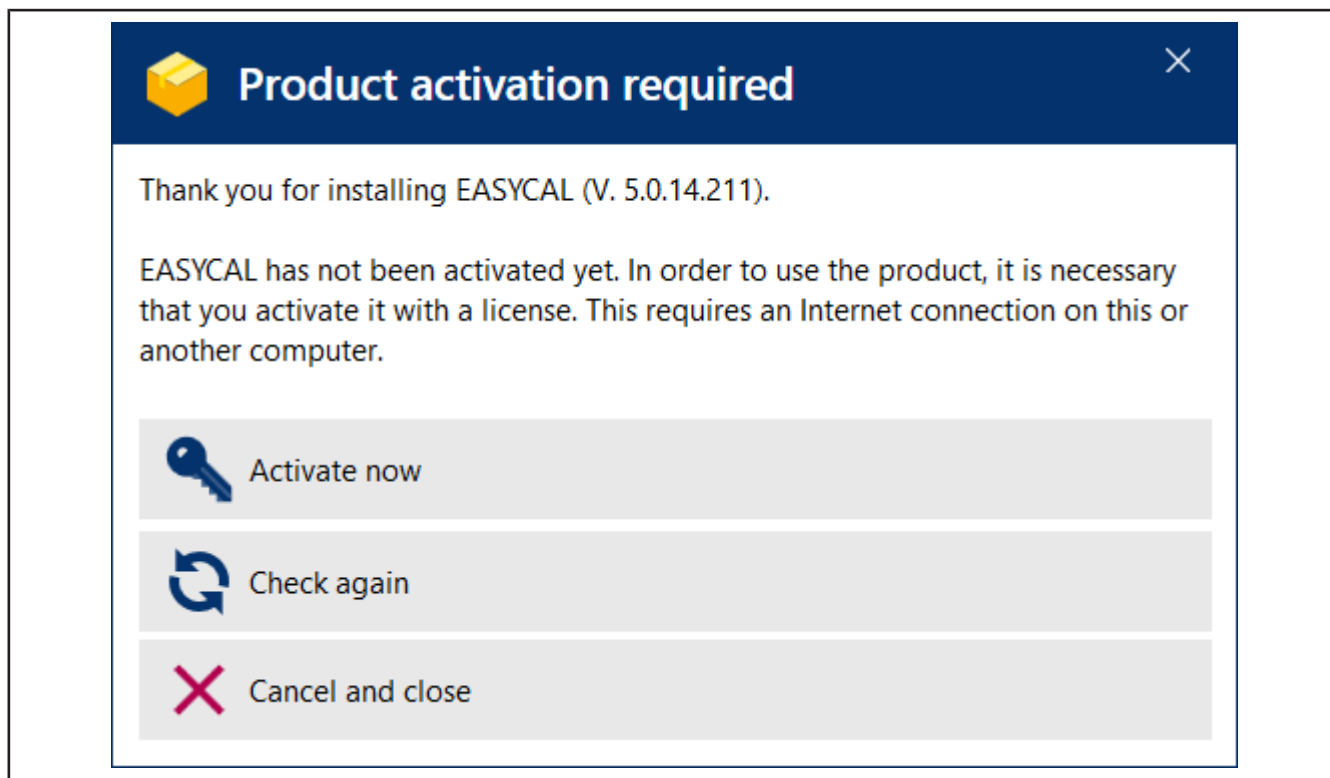 Product activation required
Thank you for installing EASYCAL (V. 5.0.14.211).
EASYCAL has not been activated yet. In order to use the product, it is necessary
that you activate it with a license. This requires an Internet connection on this or
another computer.
Activate now
Check again
Cancel and close